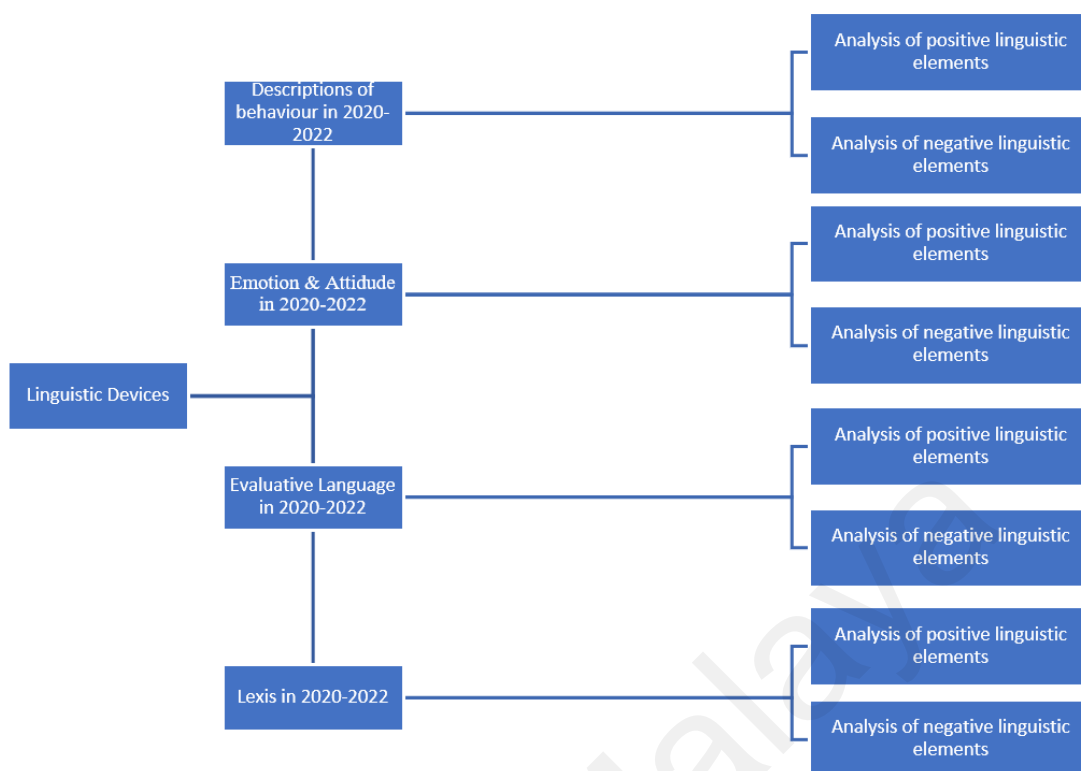 Linguistic Devices
Descriptions of
behaviour in 2020-
2022
Analysis of positive linguistic
elements
Analysis of negative linguistic
elements
Emotion & Attidude
in 2020-2022
Analysis of positive linguistic
elements
Analysis of negative linguistic
elements
Evaluative Language
in 2020-2022
Analysis of positive linguistic
elements
Analysis of negative linguistic
elements
Lexis in 2020-2022
Analysis of positive linguistic
elements
Analysis of negative linguistic
elements
alaya